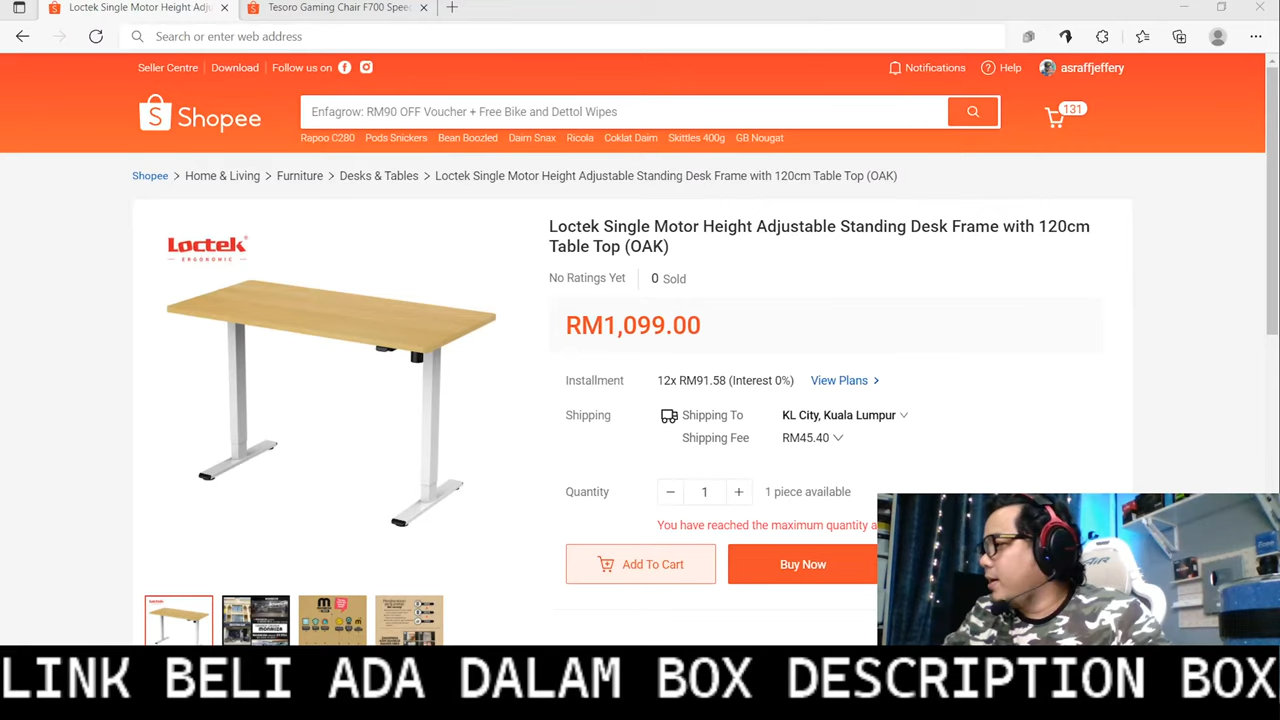 Loctek Single Motor Height Adju
Tesoro Gaming Chair F700 Speed
Search or enter web address
Seller Centre
Download
Follow us on
Notifications
Help
asraffjeffery
Shopee
Enfagrow: RM90 OFF Voucher + Free Bike and Dettol Wipes
131
Rapoo C280 Pods Snickers Bean Boozled Daim Snax Ricola Coklat Daim Skittles 400g GB Nougat
Shopee > Home & Living > Furniture > Desks & Tables > Loctek Single Motor Height Adjustable Standing Desk Frame with 120cm Table Top (OAK)
Loctek
ERGONOMIC
Loctek Single Motor Height Adjustable Standing Desk Frame with 120cm
Table Top (OAK)
No Ratings Yet
0 Sold
RM1,099.00
Installment
12x RM91.58 (Interest 0%)
View Plans >
Shipping
Shipping To
KL City, Kuala Lumpur
Shipping Fee
RM45.40
Quantity
1
1 piece available
You have reached the maximum quantity a
Add To Cart
Buy Now
LINK BELI ADA DALAM BOX DESCRIPTION BOX